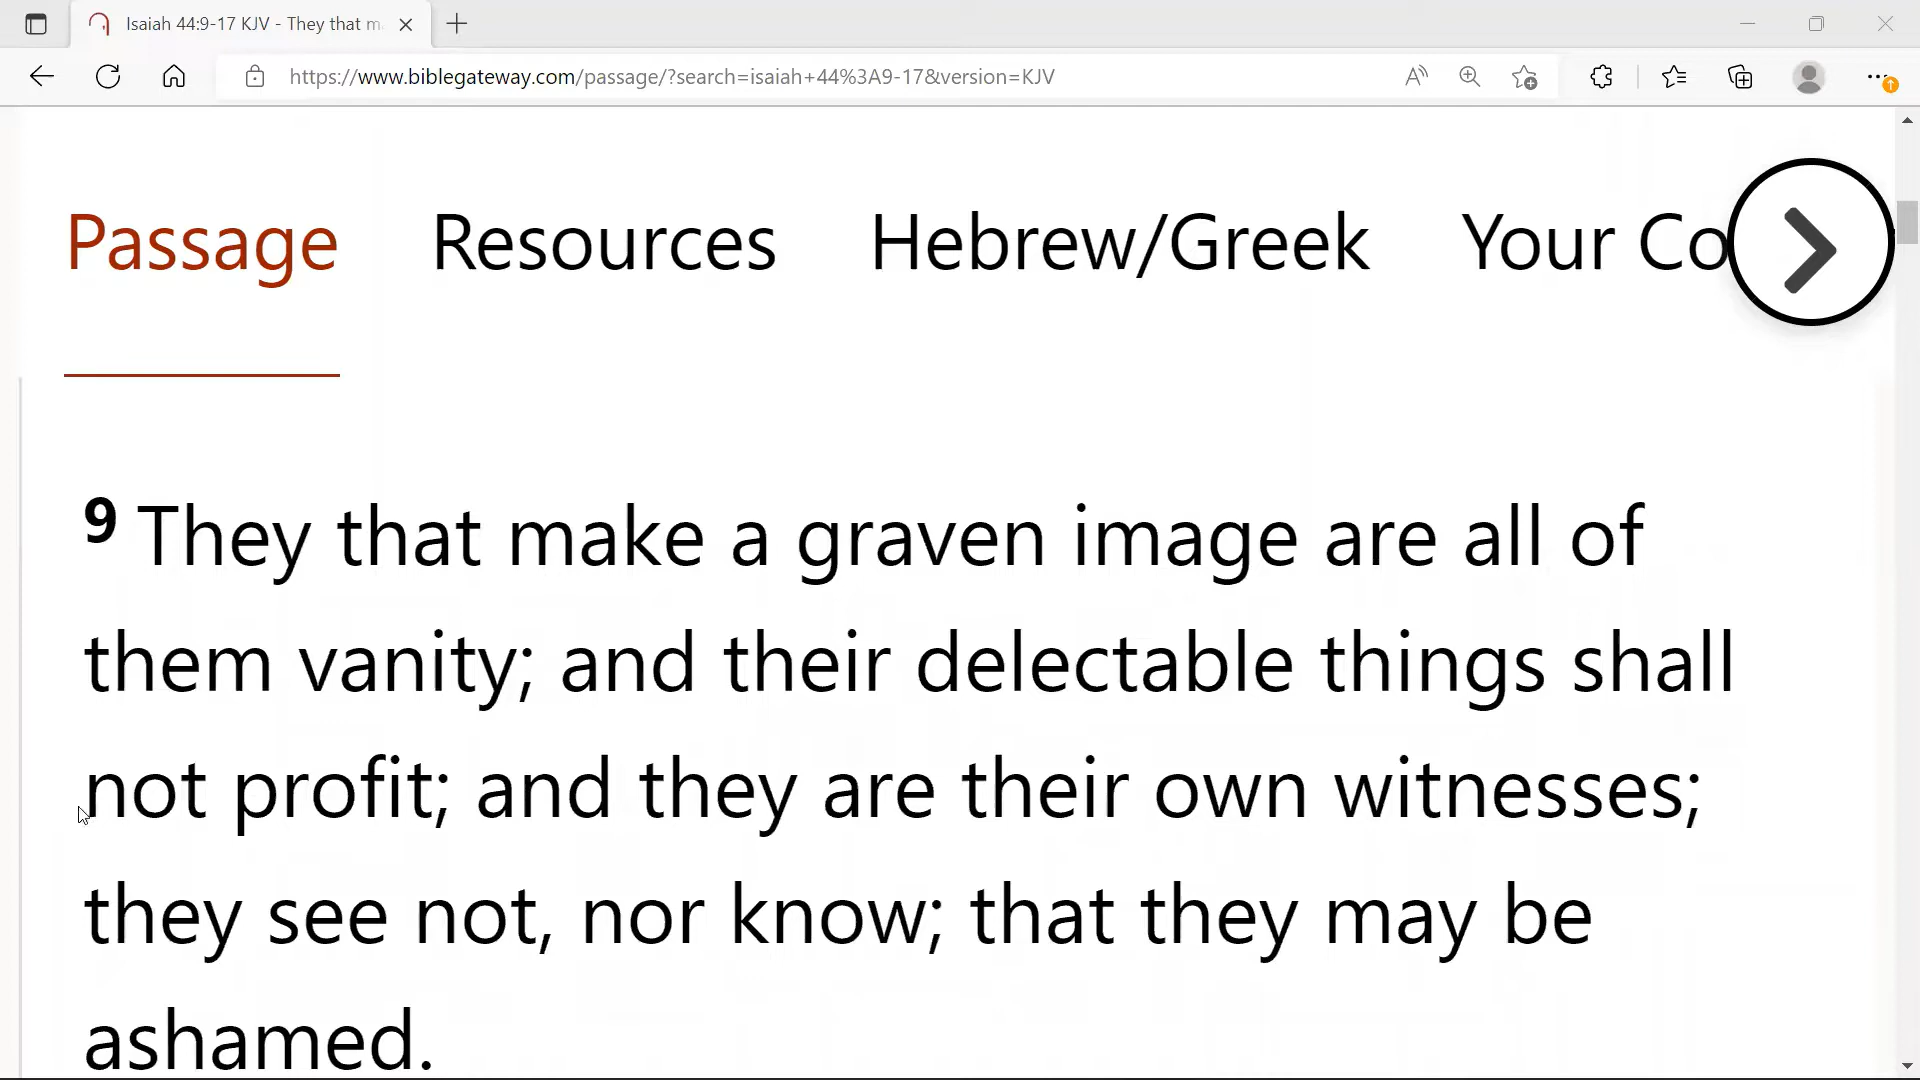 Isaiah 44:9-17 KJV - They that m
https://www.biblegateway.com/passage/?search=isaiah+44%3A9-17&version=KJV
Passage Resources Hebrew/Greek Your Co
9 They that make a graven image are all of
them vanity; and their delectable things shall
not profit; and they are their own witnesses;
they see not, nor know; that they may be
ashamed.